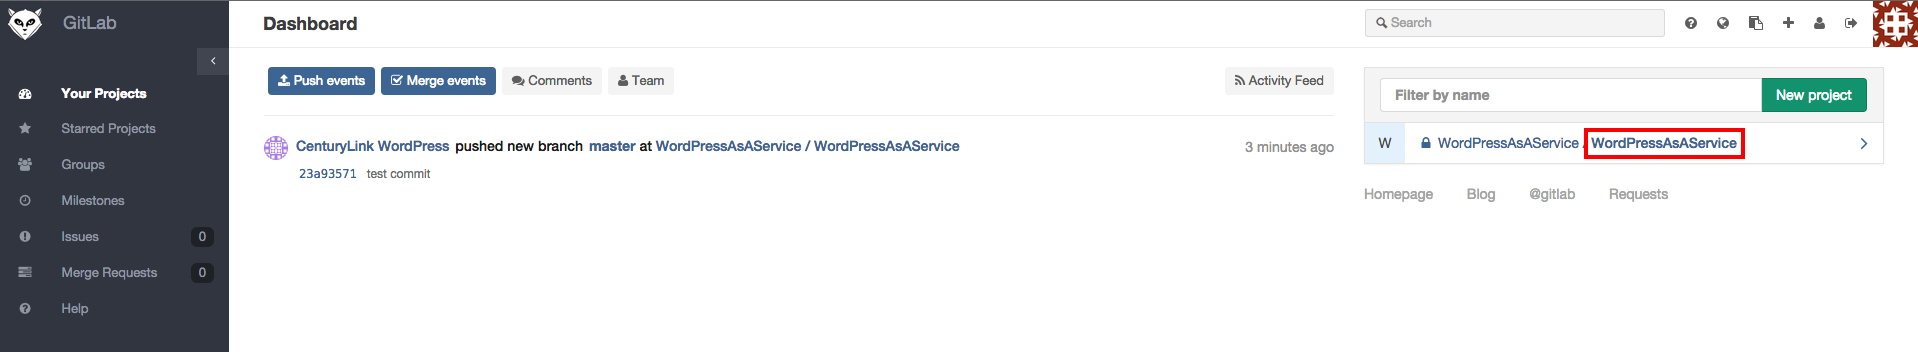 GitLab
Dashboard
Search
Your Projects
Starred Projects
Groups
Milestones
Issues 0
Merge Requests 0
Help
Push events Merge events Comments Team Activity Feed
CenturyLink WordPress pushed new branch master at WordPressAsAService / WordPressAsAService 3 minutes ago
23a93571 test commit
Filter by name New project
W WordPressAsAService / WordPressAsAService
Homepage Blog @gitlab Requests